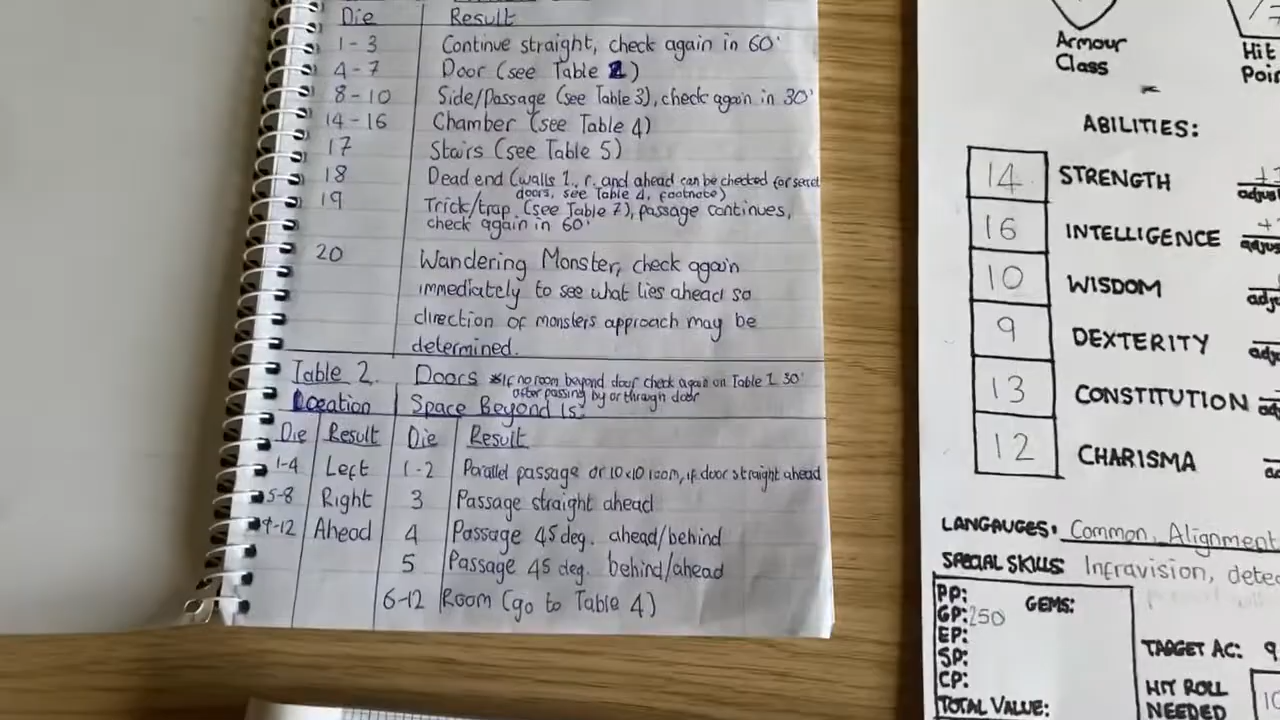 Die Result
1-3 Continue straight, check again in 60'
4-7 Door (see Table 2)
8-10 Side/Passage (see Table 3), check again in 30'
14-16 Chamber (see Table 4)
17 Stairs (see Table 5)
18 Dead end (walls l., r. and ahead can be checked for secret
doors, see Table 4, footnote)
19 Trick/trap (see Table 7), passage continues,
check again in 60'
20 Wandering Monster, check again
immediately to see what lies ahead so
direction of monsters approach may be
determined.
Table 2. Doors *If no room beyond door check again on Table 1 30'
after passing by or through door
Location Space Beyond Is:
Die Result Die Result
1-4 Left 1-2 Parallel passage or 10x10 room, if door straight ahead
5-8 Right 3 Passage straight ahead
9-12 Ahead 4 Passage 45 deg. ahead/behind
5 Passage 45 deg. behind/ahead
6-12 Room (go to Table 4)
Armour
Class
Hit
Poin
ABILITIES:
14 STRENGTH
adjus
16 INTELLIGENCE
adjus
10 WISDOM
adj
9 DEXTERITY
adj
13 CONSTITUTION
ad
12 CHARISMA
ad
LANGAUGES: Common, Alignment
SPECIAL SKILLS: Infravision, dete
PP:
GP: 250
EP:
SP:
CP:
TOTAL VALUE:
GEMS:
TARGET AC: 9
HIT ROLL
NEEDED 10